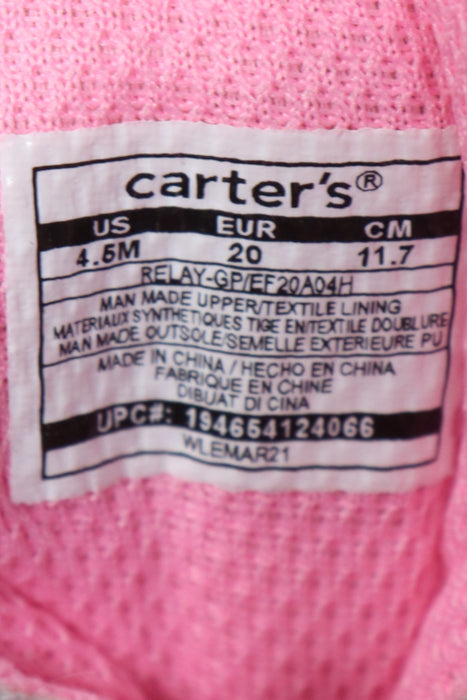 carter's®
US EUR CM
4.5M 20 11.7
RELAY-GP/EF20A04H
MAN MADE UPPER/TEXTILE LINING
MATERIAUX SYNTHETIQUES TIGE EN/TEXTILE DOUBLURE
MAN MADE OUTSOLE/SEMELLE EXTERIEURE PU
MADE IN CHINA / HECHO EN CHINA
FABRIQUE EN CHINE
DIBUAT DI CINA
UPC#: 194654124066
WLEMAR21